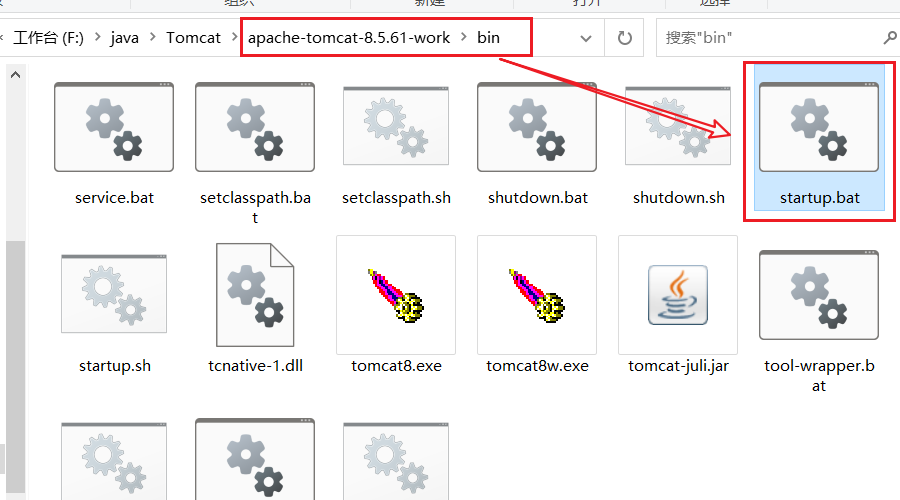 组织
新建
打开
选择
工作台 (F:) > java > Tomcat > apache-tomcat-8.5.61-work > bin
搜索"bin"
service.bat
setclasspath.ba
t
setclasspath.sh
shutdown.bat
shutdown.sh
startup.bat
startup.sh
tcnative-1.dll
tomcat8.exe
tomcat8w.exe
tomcat-juli.jar
tool-wrapper.b
at